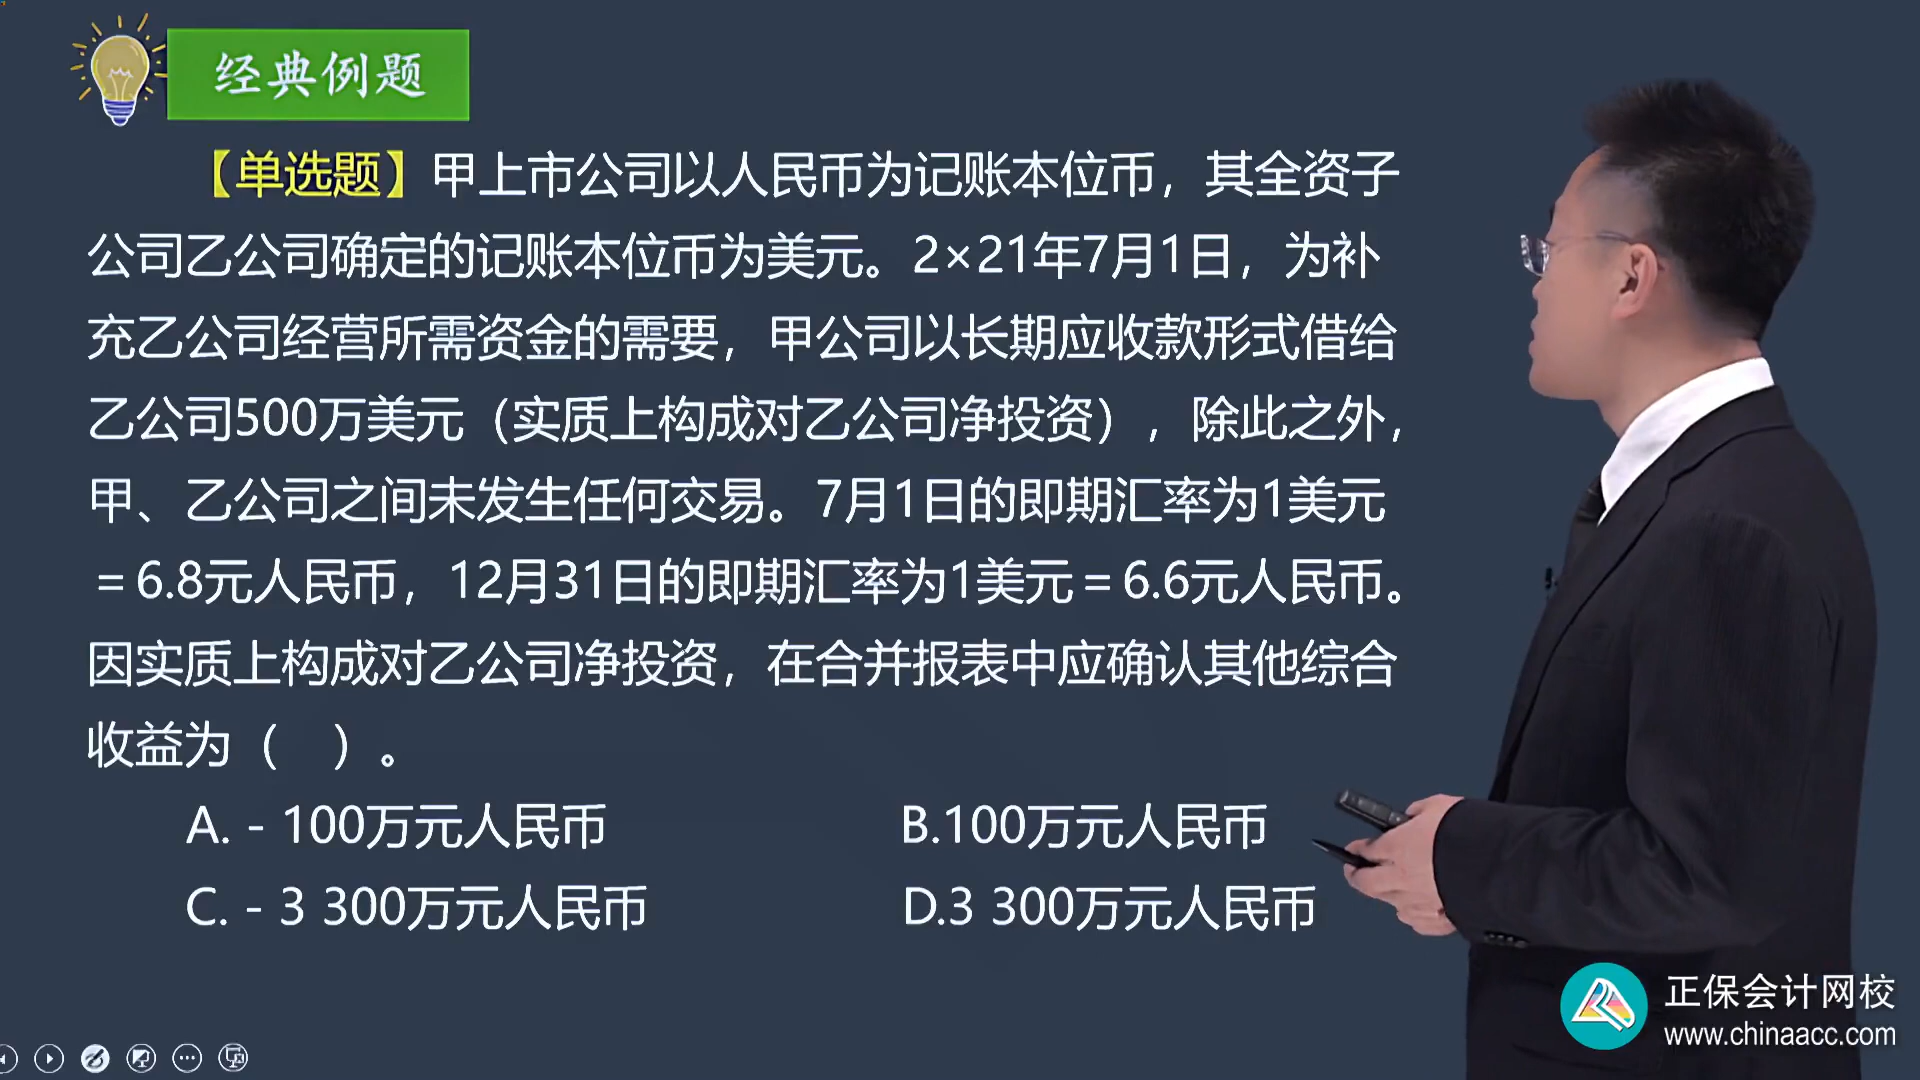 经典例题
【单选题】甲上市公司以人民币为记账本位币，其全资子
公司乙公司确定的记账本位币为美元。2×21年7月1日，为补
充乙公司经营所需资金的需要，甲公司以长期应收款形式借给
乙公司500万美元（实质上构成对乙公司净投资），除此之外，
甲、乙公司之间未发生任何交易。7月1日的即期汇率为1美元
＝6.8元人民币，12月31日的即期汇率为1美元＝6.6元人民币。
因实质上构成对乙公司净投资，在合并报表中应确认其他综合
收益为（　）。
A.－100万元人民币 B.100万元人民币
C.－3 300万元人民币 D.3 300万元人民币
正保会计网校
www.chinaacc.com